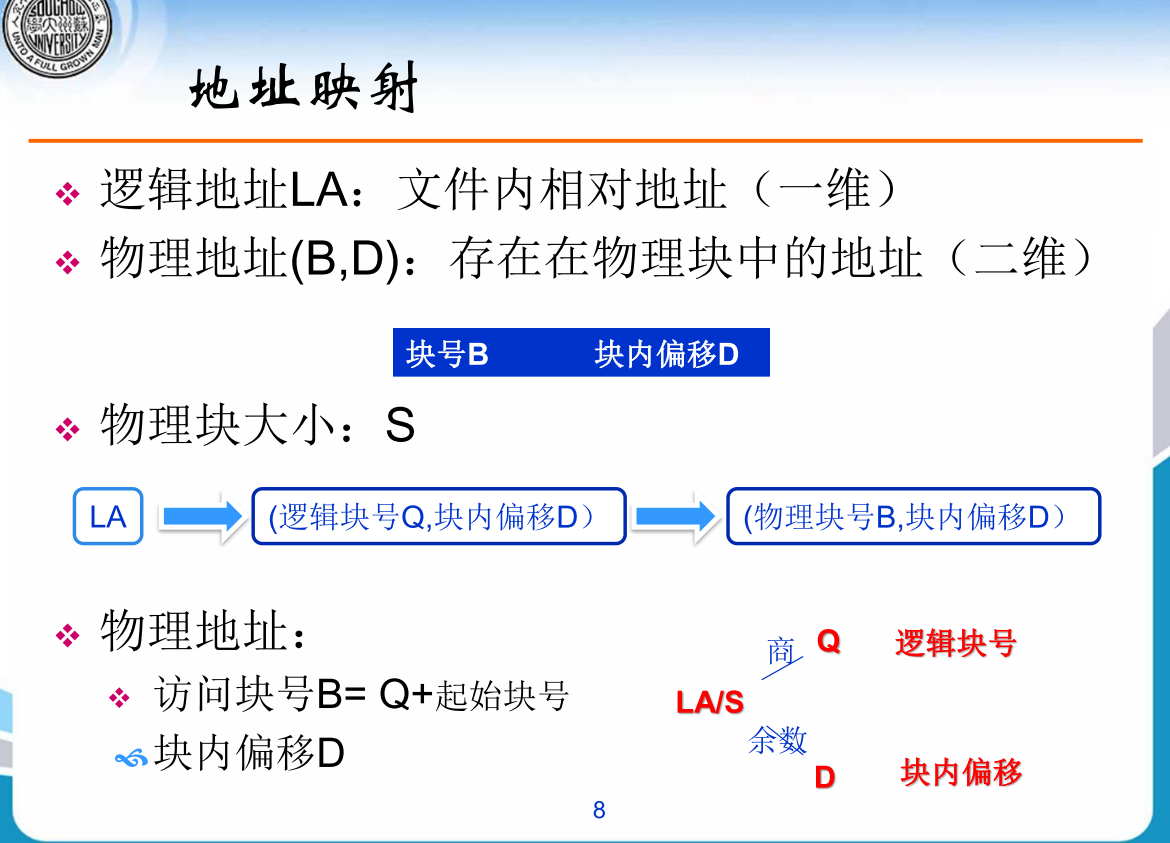 SOOCHOW
UNIVERSITY
UNTO A FULL GROWN MAN
地址映射
逻辑地址LA：文件内相对地址（一维）
物理地址(B,D)：存在在物理块中的地址（二维）
块号B 块内偏移D
物理块大小：S
LA (逻辑块号Q,块内偏移D） (物理块号B,块内偏移D）
物理地址：
商 Q 逻辑块号
访问块号B= Q+起始块号
LA/S
余数
块内偏移D
D 块内偏移
8